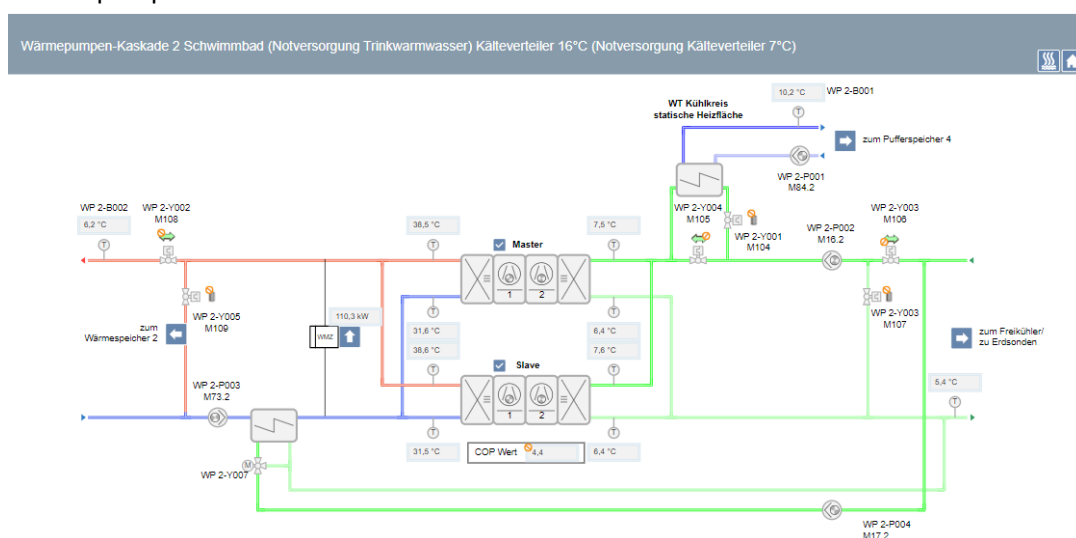 Wärmepumpen-Kaskade 2 Schwimmbad (Notversorgung Trinkwarmwasser) Kälteverteiler 16°C (Notversorgung Kälteverteiler 7°C)
10,2 °C
WP 2-B001
WT Kühlkreis
statische Heizfläche
T
zum Pufferspeicher 4
WP 2-P001
M84.2
WP 2-B002
WP 2-Y002
M108
6,2 °C
T
38,5 °C
T
Master
1
2
7,5 °C
T
WP 2-Y004
M105
WP 2-Y001
M104
WP 2-P002
M16.2
WP 2-Y003
M106
WP 2-Y005
M109
zum
Wärmespeicher 2
110,3 kW
WMZ
T
31,6 °C
38,6 °C
T
T
6,4 °C
7,6 °C
T
WP 2-Y003
M107
zum Freikühler/
zu Erdsonden
Slave
1
2
5,4 °C
T
WP 2-P003
M73.2
T
31,5 °C
COP Wert
4,4
T
6,4 °C
M
WP 2-Y007
WP 2-P004
M17.2